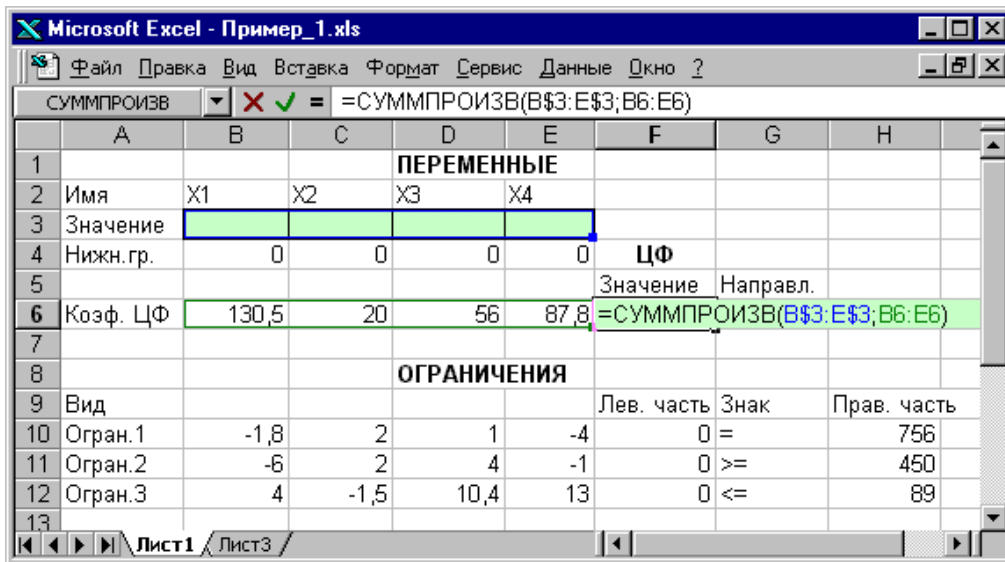 Microsoft Excel - Пример_1.xls
Файл Правка Вид Вставка Формат Сервис Данные Окно ?
СУММПРОИЗВ = =СУММПРОИЗВ(B$3:E$3;B6:E6)
A B C D E F G H
1 ПЕРЕМЕННЫЕ
2 Имя X1 X2 X3 X4
3 Значение
4 Нижн.гр. 0 0 0 0 ЦФ
5 Значение Направл.
6 Коэф. ЦФ 130,5 20 56 87,8 =СУММПРОИЗВ(B$3:E$3;B6:E6)
7
8 ОГРАНИЧЕНИЯ
9 Вид Лев. часть Знак Прав. часть
10 Огран.1 -1,8 2 1 -4 0 = 756
11 Огран.2 -6 2 4 -1 0 >= 450
12 Огран.3 4 -1,5 10,4 13 0 <= 89
13
Лист1 Лист3